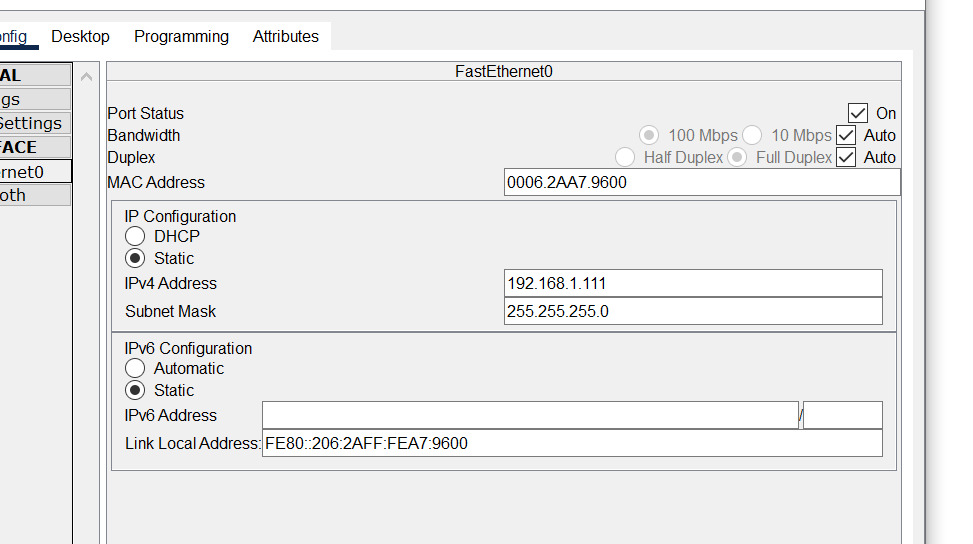 nfig Desktop Programming Attributes
AL
gs
Settings
FACE
rnet0
oth
FastEthernet0
Port Status On
Bandwidth 100 Mbps 10 Mbps Auto
Duplex Half Duplex Full Duplex Auto
MAC Address 0006.2AA7.9600
IP Configuration
DHCP
Static
IPv4 Address 192.168.1.111
Subnet Mask 255.255.255.0
IPv6 Configuration
Automatic
Static
IPv6 Address /
Link Local Address: FE80::206:2AFF:FEA7:9600